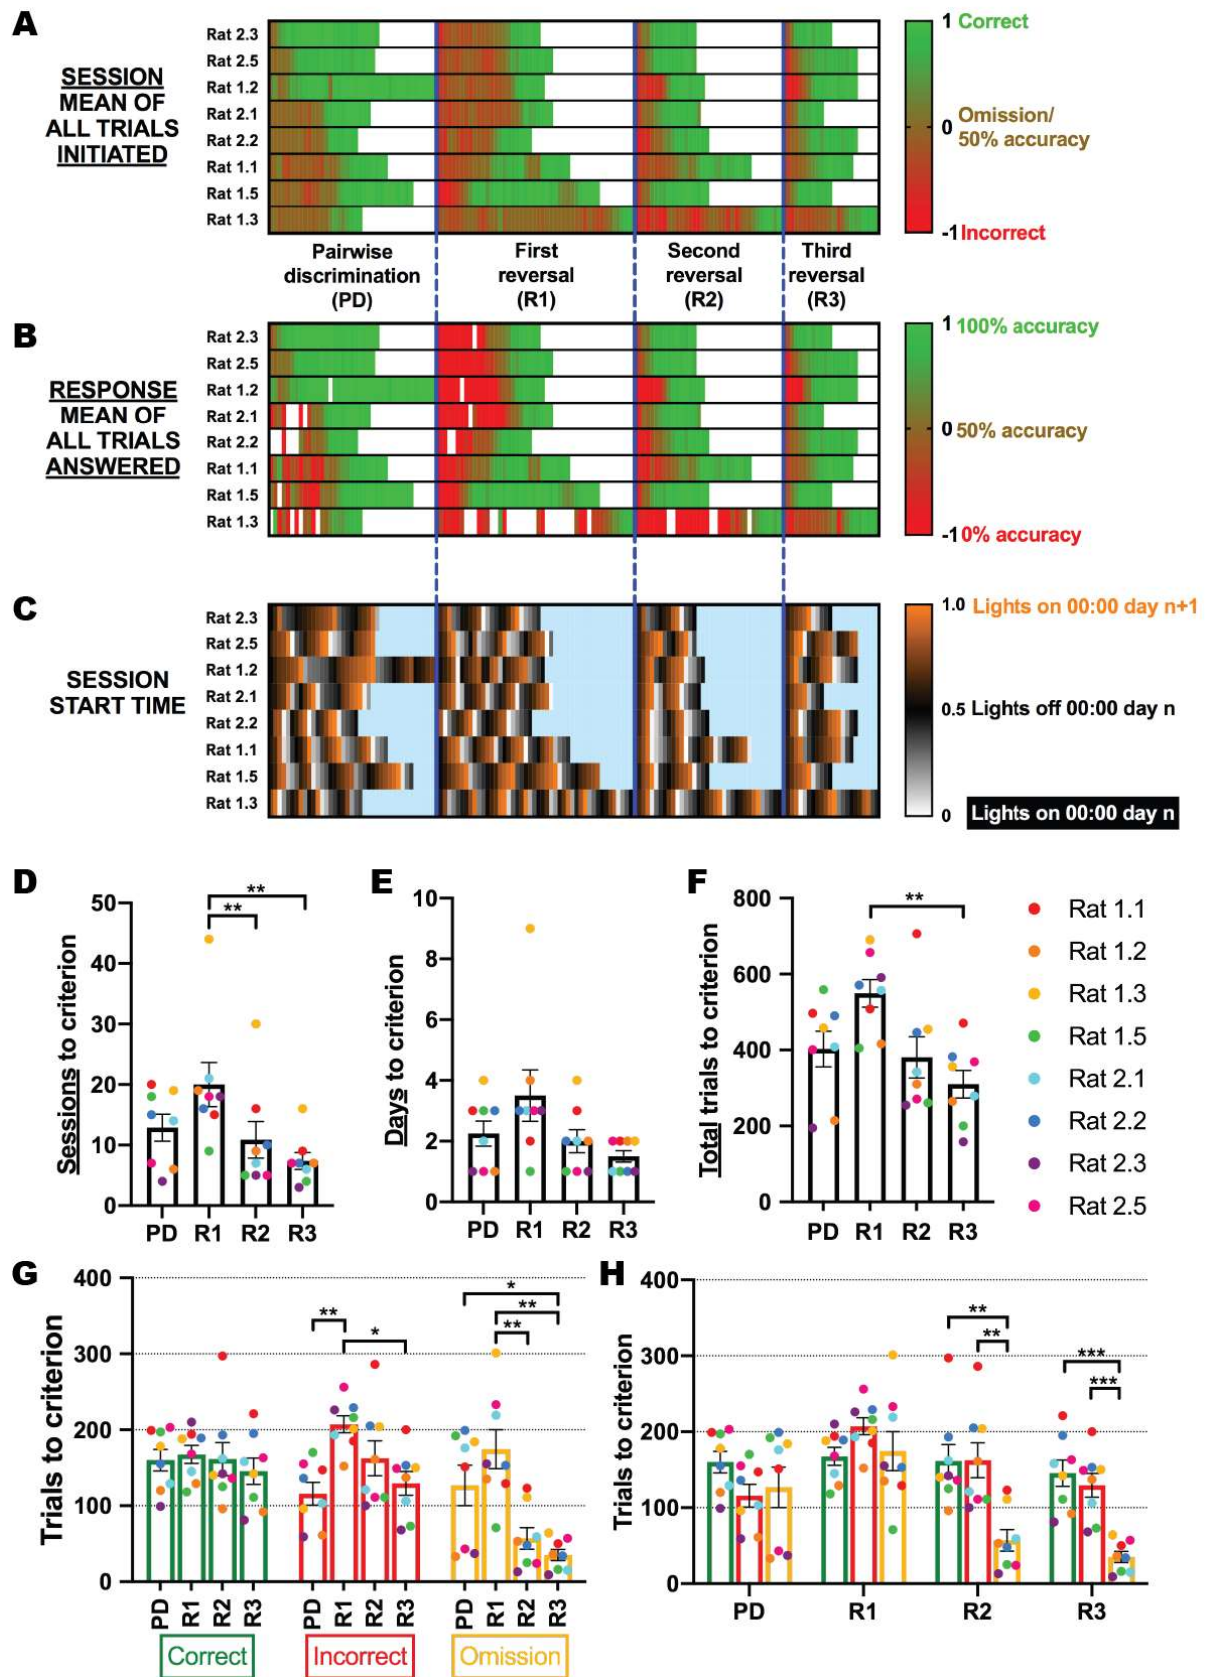 A
SESSION
MEAN OF
ALL TRIALS
INITIATED
Rat 2.3
Rat 2.5
Rat 1.2
Rat 2.1
Rat 2.2
Rat 1.1
Rat 1.5
Rat 1.3
1 Correct
0 Omission/
50% accuracy
-1 Incorrect
Pairwise
discrimination
(PD)
First
reversal
(R1)
Second
reversal
(R2)
Third
reversal
(R3)
B
RESPONSE
MEAN OF
ALL TRIALS
ANSWERED
Rat 2.3
Rat 2.5
Rat 1.2
Rat 2.1
Rat 2.2
Rat 1.1
Rat 1.5
Rat 1.3
1 100% accuracy
0 50% accuracy
-1 0% accuracy
C
SESSION
START TIME
Rat 2.3
Rat 2.5
Rat 1.2
Rat 2.1
Rat 2.2
Rat 1.1
Rat 1.5
Rat 1.3
1.0 Lights on 00:00 day n+1
0.5 Lights off 00:00 day n
0 Lights on 00:00 day n
D
Sessions to criterion
50
40
30
20
10
0
**
**
PD R1 R2 R3
E
Days to criterion
10
8
6
4
2
0
PD R1 R2 R3
F
Total trials to criterion
800
600
400
200
0
**
PD R1 R2 R3
Rat 1.1
Rat 1.2
Rat 1.3
Rat 1.5
Rat 2.1
Rat 2.2
Rat 2.3
Rat 2.5
G
Trials to criterion
400
300
200
100
0
**
*
*
**
**
PD R1 R2 R3
PD R1 R2 R3
PD R1 R2 R3
Correct
Incorrect
Omission
H
Trials to criterion
400
300
200
100
0
**
**
***
***
PD R1 R2 R3